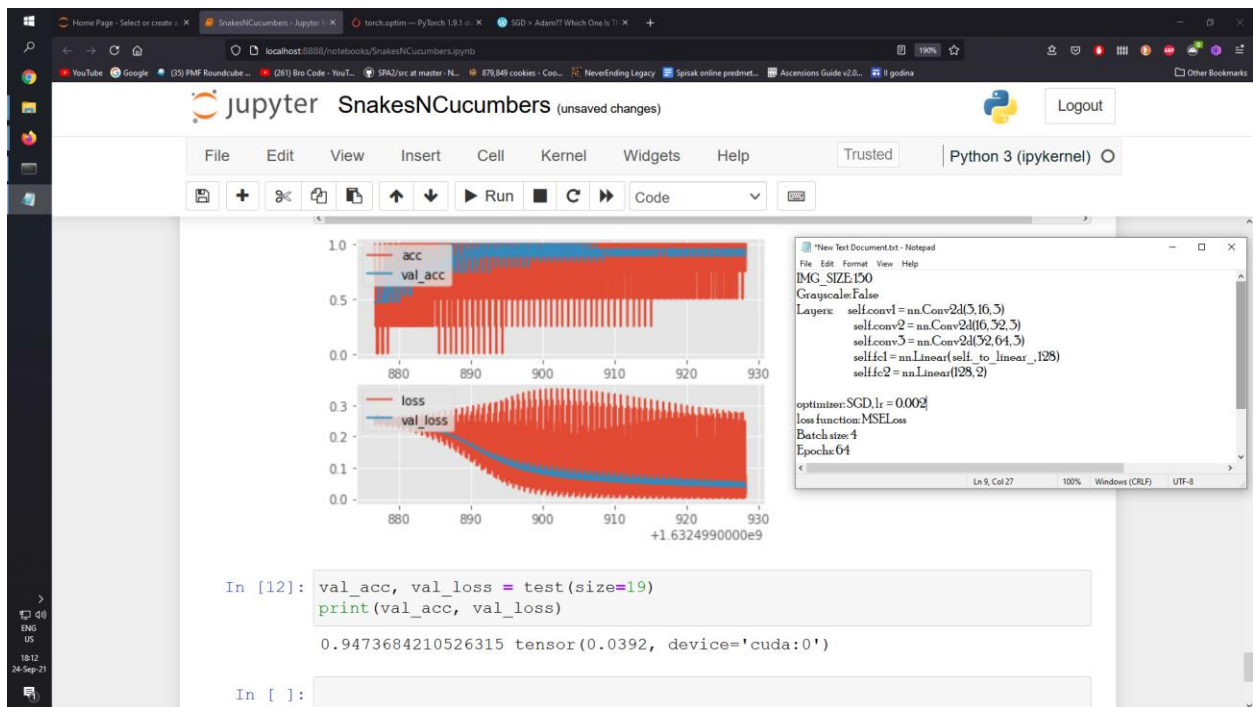 Home Page - Select or create a
SnakesNCucumbers - Jupyter
torch.optim — PyTorch 1.9.1
SGD > Adam?? Which One Is
localhost:8888/notebooks/SnakesNCucumbers.ipynb
190%
YouTube
Google
(35) PMF Roundcube ...
(261) Bro Code - YouT...
SPA2/src at master · N...
879,849 cookies - Coo...
NeverEnding Legacy
Spisak online predmet...
Ascensions Guide v2.0...
II godina
Other Bookmarks
jupyter SnakesNCucumbers (unsaved changes)
Logout
File Edit View Insert Cell Kernel Widgets Help
Trusted
Python 3 (ipykernel)
Run
Code
1.0
0.5
0.0
acc
val_acc
880 890 900 910 920 930
0.3
0.2
0.1
0.0
loss
val_loss
880 890 900 910 920 930
+1.6324990000e9
*New Text Document.txt - Notepad
File Edit Format View Help
IMG_SIZE:150
Grayscale:False
Layers: self.conv1 = nn.Conv2d(3,16,3)
self.conv2 = nn.Conv2d(16,32,3)
self.conv3 = nn.Conv2d(32,64,3)
self.fc1 = nn.Linear(self._to_linear_,128)
self.fc2 = nn.Linear(128,2)
optimizer:SGD,lr = 0.002
loss function:MSELoss
Batch size:4
Epochs:64
Ln 9, Col 27
100%
Windows (CRLF)
UTF-8
In [12]: val_acc, val_loss = test(size=19)
print(val_acc, val_loss)
0.9473684210526315 tensor(0.0392, device='cuda:0')
In [ ]:
ENG
US
18:12
24-Sep-21